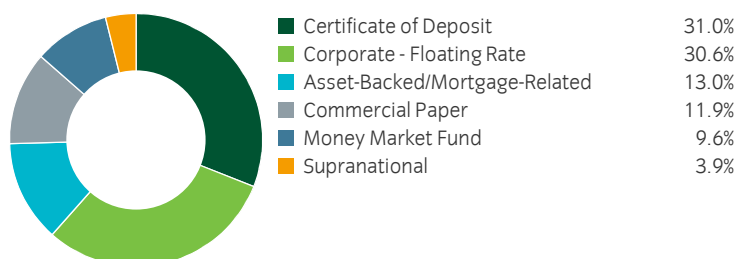 Certificate of Deposit 31.0%
Corporate - Floating Rate 30.6%
Asset-Backed/Mortgage-Related 13.0%
Commercial Paper 11.9%
Money Market Fund 9.6%
Supranational 3.9%